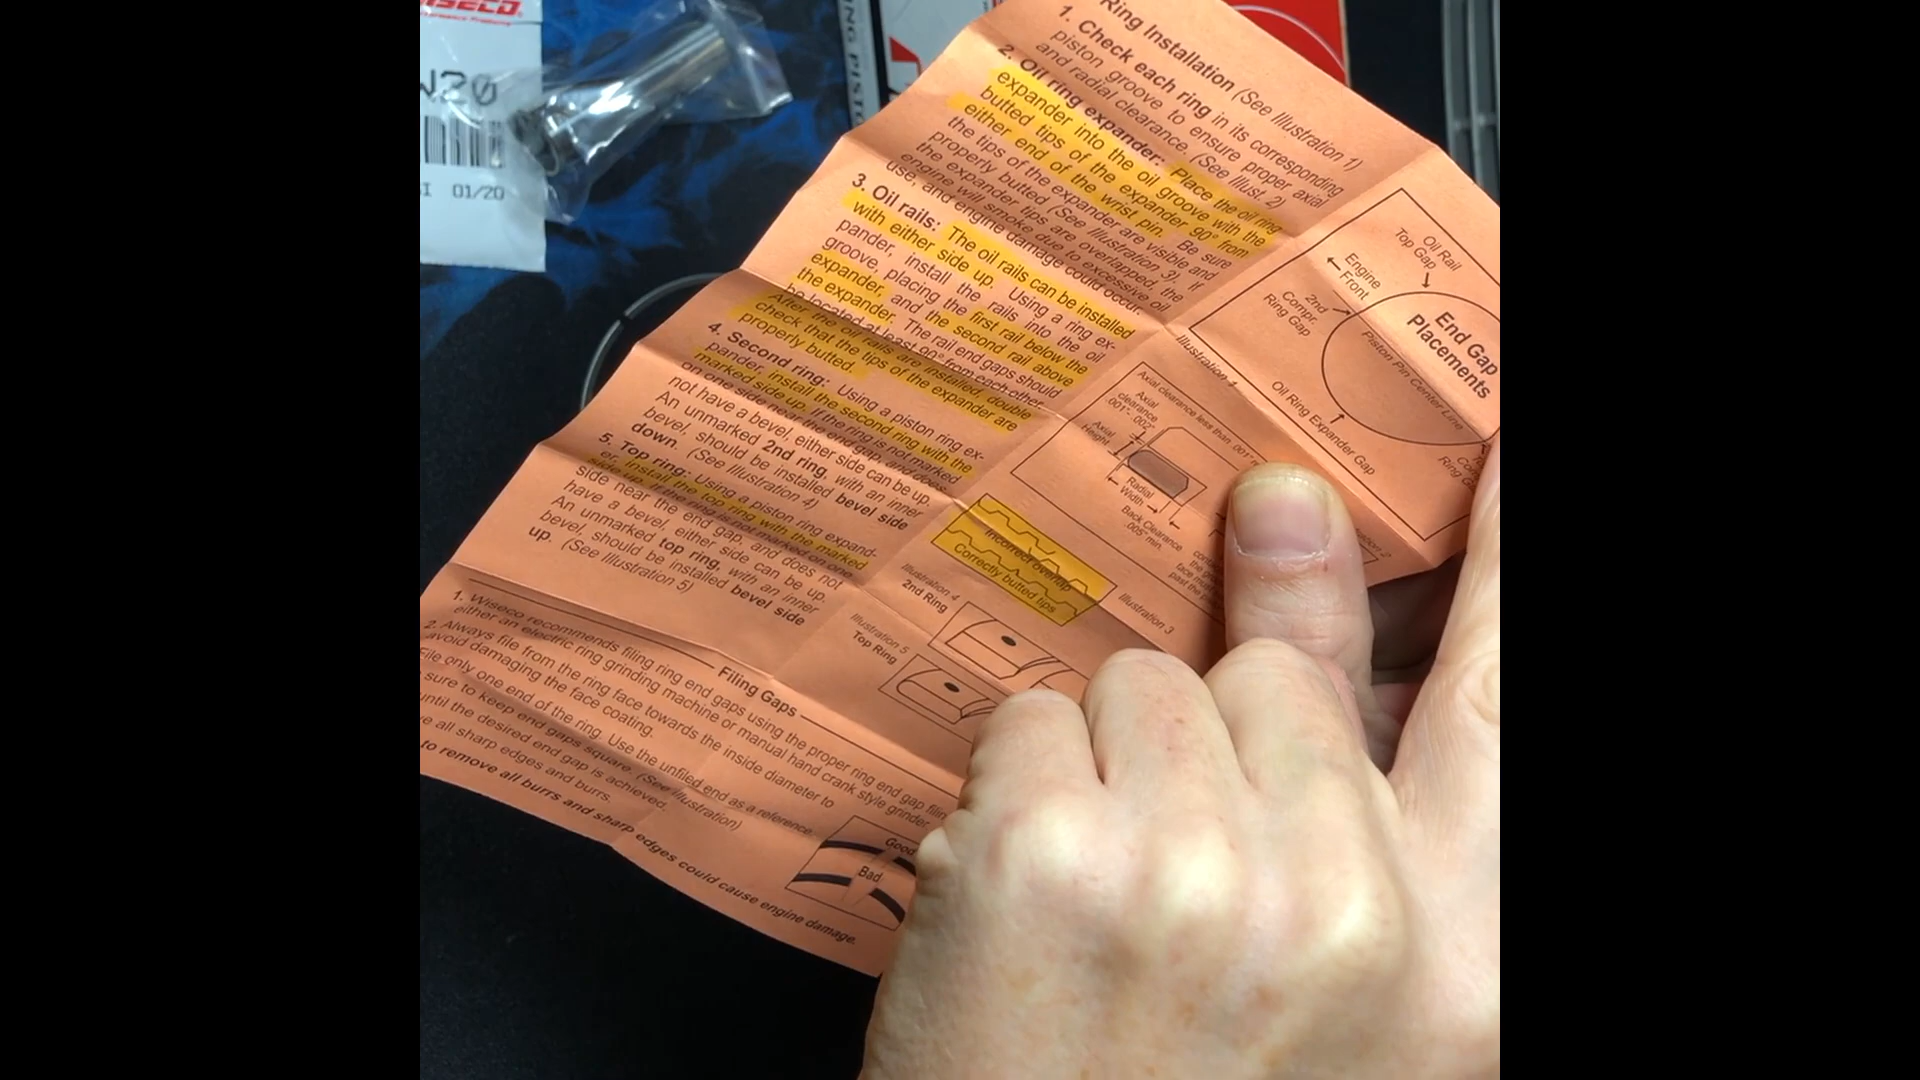 N20
01/20
Ring Installation (See Illustration 1)
1. Check each ring in its corresponding
piston groove to ensure proper axial
and radial clearance. (See Illust. 2)
2. Oil ring expander: Place the oil ring
expander into the oil groove with the
butted tips of the expander 90° from
either end of the wrist pin. Be sure
the tips of the expander are visible and
properly butted (See Illustration 3). If
the expander tips are overlapped, the
engine will smoke due to excessive oil
use, and engine damage could occur.
3. Oil rails: The oil rails can be installed
with either side up. Using a ring ex-
pander, install the rails into the oil
groove, placing the first rail below the
expander, and the second rail above
the expander. The rail end gaps should
be located at least 90° from each other.
After the oil rails are installed, double
check that the tips of the expander are
properly butted.
4. Second ring: Using a piston ring ex-
pander, install the second ring with the
marked side up. If the ring is not marked
on one side near the end gap, and does
not have a bevel, either side can be up.
An unmarked 2nd ring, with an inner
bevel, should be installed bevel side
down. (See Illustration 4)
5. Top ring: Using a piston ring expand-
er, install the top ring with the marked
side up. If the ring is not marked on one
side near the end gap, and does not
have a bevel, either side can be up.
An unmarked top ring, with an inner
bevel, should be installed bevel side
up. (See Illustration 5)
End Gap
Placements
Oil Rail
Top Gap
Engine
Front
2nd
Compr.
Ring Gap
Piston Pin Center Line
Oil Ring Expander Gap
Illustration 1
Axial clearance less than .001"
Axial
clearance
.001"-.002"
Axial
Height
Radial
Width
Back Clearance
.005" min.
Incorrect overlap
Correctly butted tips
Illustration 3
Illustration 4
2nd Ring
Illustration 5
Top Ring
Filing Gaps
1. Wiseco recommends filing ring end gaps using the proper ring end gap
either an electric ring grinding machine or manual hand crank style grinder.
2. Always file from the ring face towards the inside diameter to
avoid damaging the face coating.
File only one end of the ring. Use the unfiled end as a reference.
sure to keep end gaps square. (See Illustration)
until the desired end gap is achieved.
all sharp edges and burrs.
to remove all burrs and sharp edges could cause engine damage.
Good
Bad